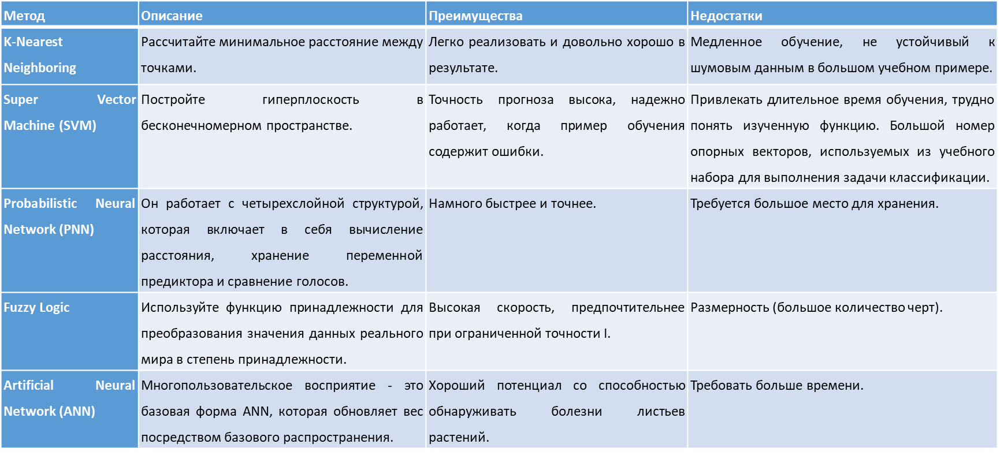 Метод
Описание
Преимущества
Недостатки
K-Nearest
Neighboring
Рассчитайте минимальное расстояние между
точками.
Легко реализовать и довольно хорошо в
результате.
Медленное обучение, не устойчивый к
шумовым данным в большом учебном примере.
Super Vector
Machine (SVM)
Постройте гиперплоскость в
бесконечномерном пространстве.
Точность прогноза высока, надежно
работает, когда пример обучения
содержит ошибки.
Привлекать длительное время обучения, трудно
понять изученную функцию. Большой номер
опорных векторов, используемых из учебного
набора для выполнения задачи классификации.
Probabilistic Neural
Network (PNN)
Он работает с четырехслойной структурой,
которая включает в себя вычисление
расстояния, хранение переменной
предиктора и сравнение голосов.
Намного быстрее и точнее.
Требуется большое место для хранения.
Fuzzy Logic
Используйте функцию принадлежности для
преобразования значения данных реального
мира в степень принадлежности.
Высокая скорость, предпочтительнее
при ограниченной точности I.
Размерность (большое количество черт).
Artificial Neural
Network (ANN)
Многопользовательское восприятие - это
базовая форма ANN, которая обновляет вес
посредством базового распространения.
Хороший потенциал со способностью
обнаруживать болезни листьев
растений.
Требовать больше времени.